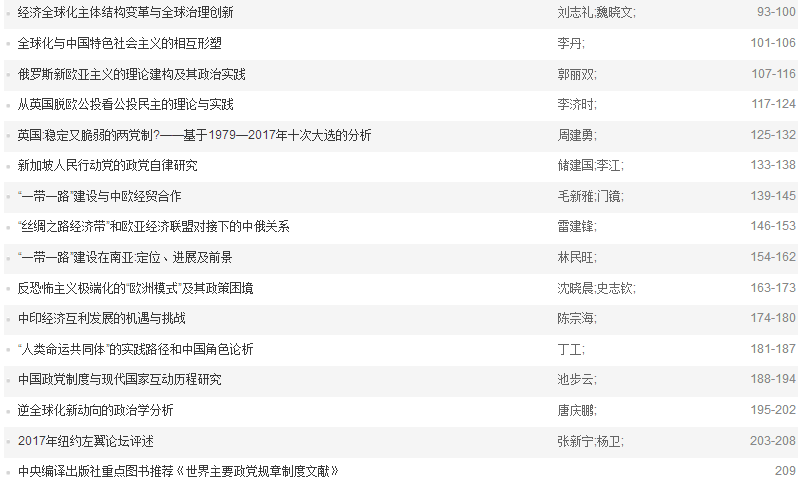 经济全球化主体结构变革与全球治理创新 刘志礼;魏晓文; 93-100
全球化与中国特色社会主义的相互形塑 李丹; 101-106
俄罗斯新欧亚主义的理论建构及其政治实践 郭丽双; 107-116
从英国脱欧公投看公投民主的理论与实践 李济时; 117-124
英国:稳定又脆弱的两党制?——基于1979—2017年十次大选的分析 周建勇; 125-132
新加坡人民行动党的政党自律研究 储建国;李江; 133-138
“一带一路”建设与中欧经贸合作 毛新雅;门镜; 139-145
“丝绸之路经济带”和欧亚经济联盟对接下的中俄关系 雷建锋; 146-153
“一带一路”建设在南亚:定位、进展及前景 林民旺; 154-162
反恐怖主义极端化的“欧洲模式”及其政策困境 沈晓晨;史志钦; 163-173
中印经济互利发展的机遇与挑战 陈宗海; 174-180
“人类命运共同体”的实践路径和中国角色论析 丁工; 181-187
中国政党制度与现代国家互动历程研究 池步云; 188-194
逆全球化新动向的政治学分析 唐庆鹏; 195-202
2017年纽约左翼论坛评述 张新宁;杨卫; 203-208
中央编译出版社重点图书推荐《世界主要政党规章制度文献》 209